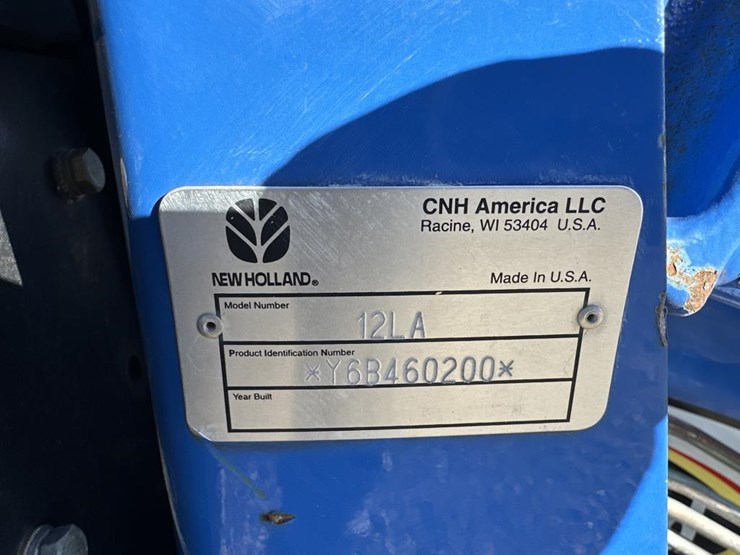 CNH America LLC
Racine, WI 53404 U.S.A.
NEW HOLLAND®
Made In U.S.A.
Model Number
12LA
Product Identification Number
*Y6B460200*
Year Built